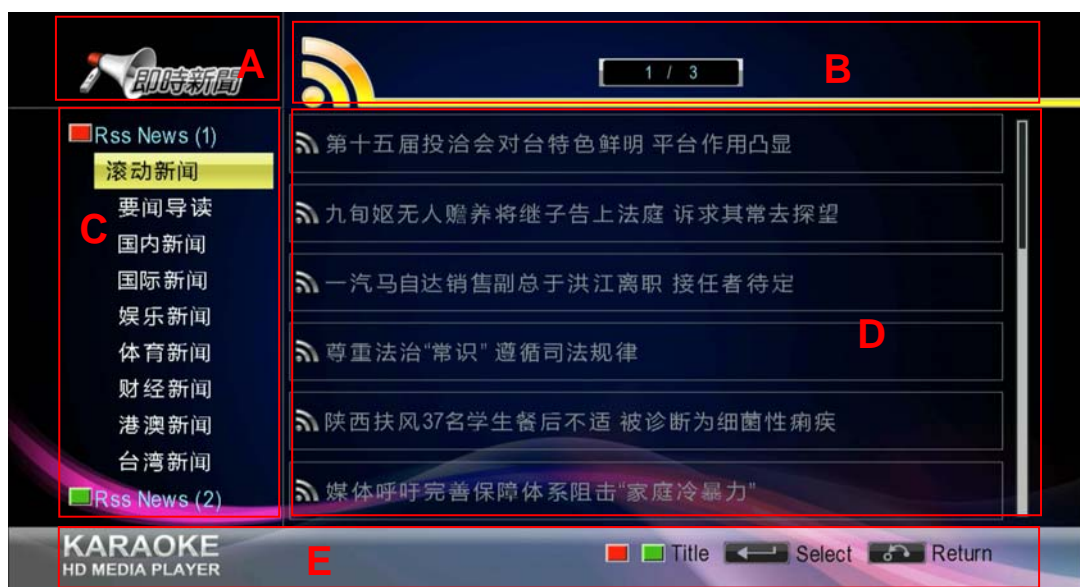 即時新聞 A
1 / 3 B
Rss News (1)
滚动新闻
要闻导读
C
国内新闻
国际新闻
娱乐新闻
体育新闻
财经新闻
港澳新闻
台湾新闻
Rss News (2)
第十五届投洽会对台特色鲜明 平台作用凸显
九旬妪无人赡养将继子告上法庭 诉求其常去探望
一汽马自达销售副总于洪江离职 接任者待定
D
尊重法治“常识” 遵循司法规律
陕西扶风37名学生餐后不适 被诊断为细菌性痢疾
媒体呼吁完善保障体系阻击“家庭冷暴力”
KARAOKE
HD MEDIA PLAYER
E
Title Select Return